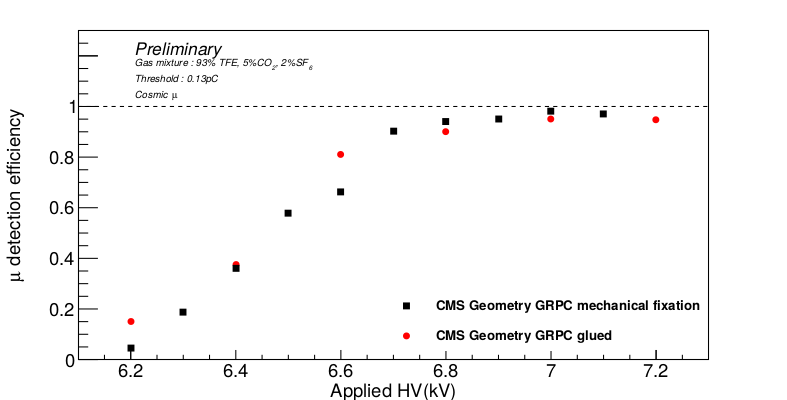 Preliminary
Gas mixture : 93% TFE, 5%CO2, 2%SF6
Threshold : 0.13pC
Cosmic μ
1
0.8
0.6
0.4
0.2
0
μ detection efficiency
CMS Geometry GRPC mechanical fixation
CMS Geometry GRPC glued
6.2 6.4 6.6 6.8 7 7.2
Applied HV(kV)